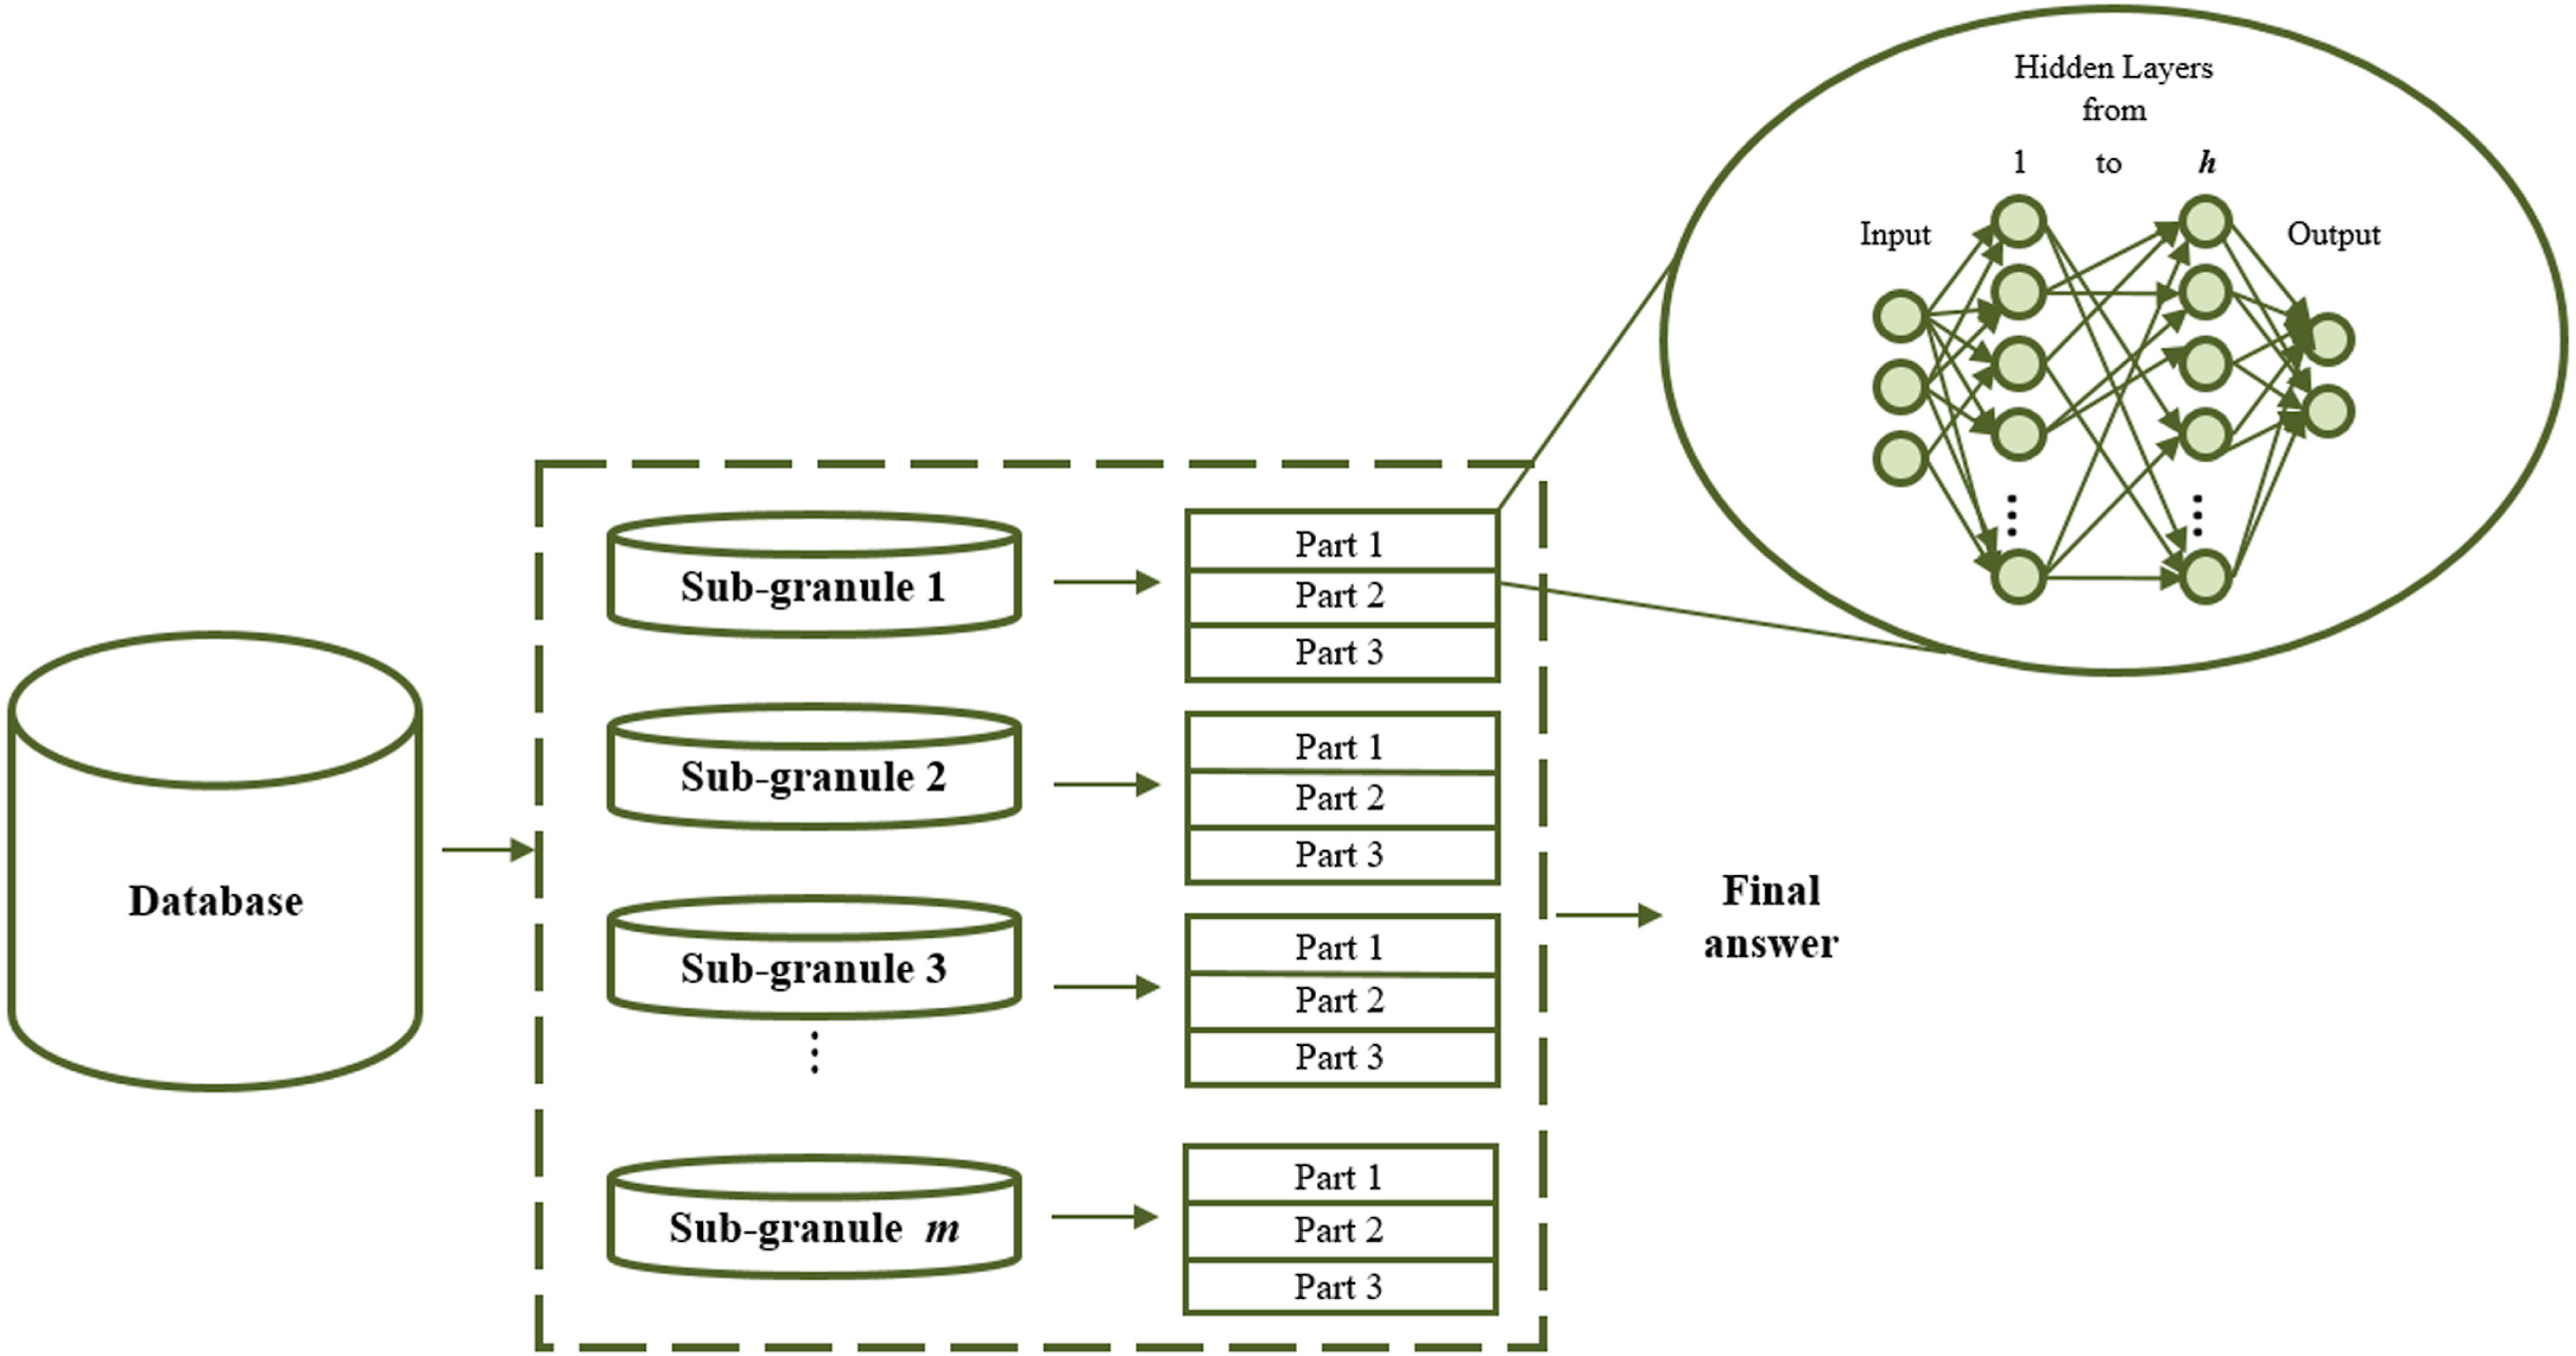 Hidden Layers
from
1 to h
Input
Output
Database
Sub-granule 1
Part 1
Part 2
Part 3
Sub-granule 2
Part 1
Part 2
Part 3
Sub-granule 3
Part 1
Part 2
Part 3
Sub-granule m
Part 1
Part 2
Part 3
Final
answer